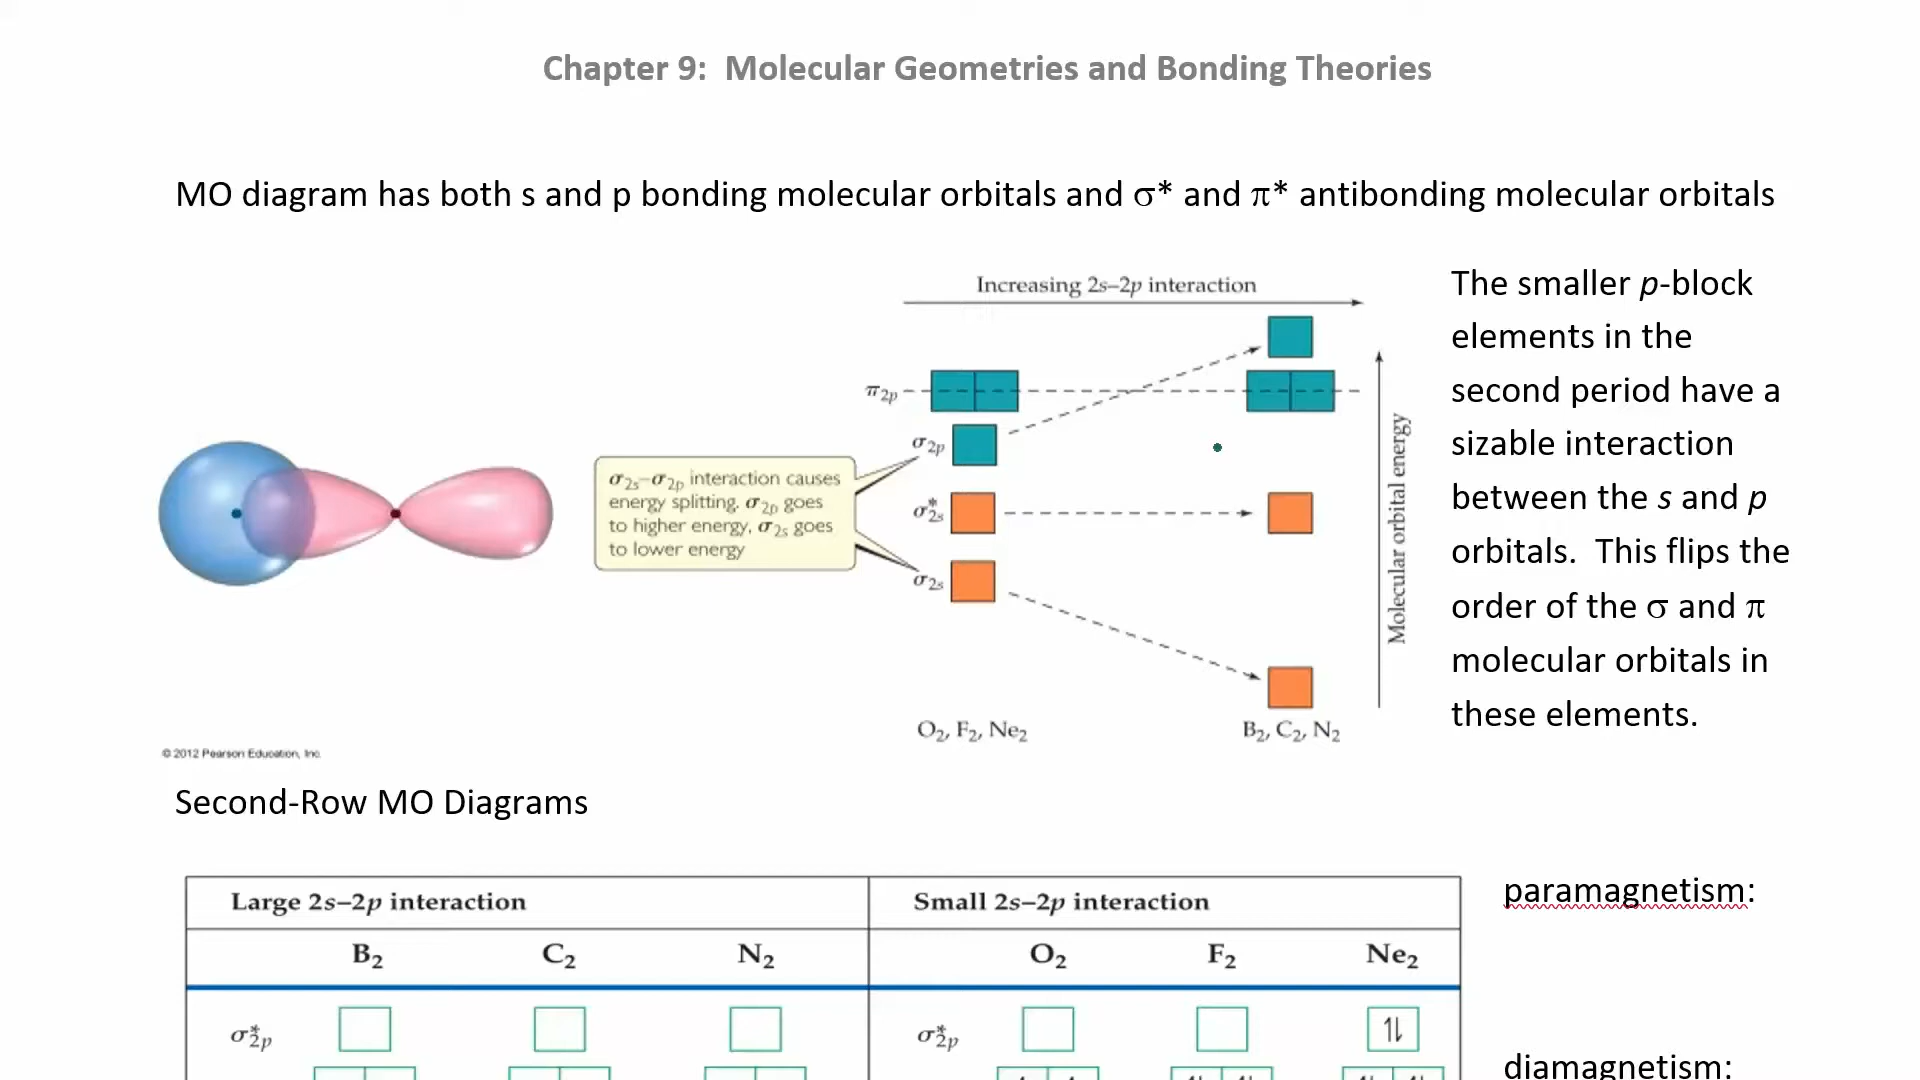 Chapter 9:  Molecular Geometries and Bonding Theories
MO diagram has both s and p bonding molecular orbitals and σ* and π* antibonding molecular orbitals
Increasing 2s–2p interaction
π2p
σ2p
σ*2s
σ2s
σ2s–σ2p interaction causes
energy splitting. σ2p goes
to higher energy, σ2s goes
to lower energy
Molecular orbital energy
O2, F2, Ne2
B2, C2, N2
The smaller p-block
elements in the
second period have a
sizable interaction
between the s and p
orbitals.  This flips the
order of the σ and π
molecular orbitals in
these elements.
© 2012 Pearson Education, Inc.
Second-Row MO Diagrams
Large 2s–2p interaction
Small 2s–2p interaction
B2 C2 N2 O2 F2 Ne2
σ*2p
σ*2p
⥮
paramagnetism:
diamagnetism: